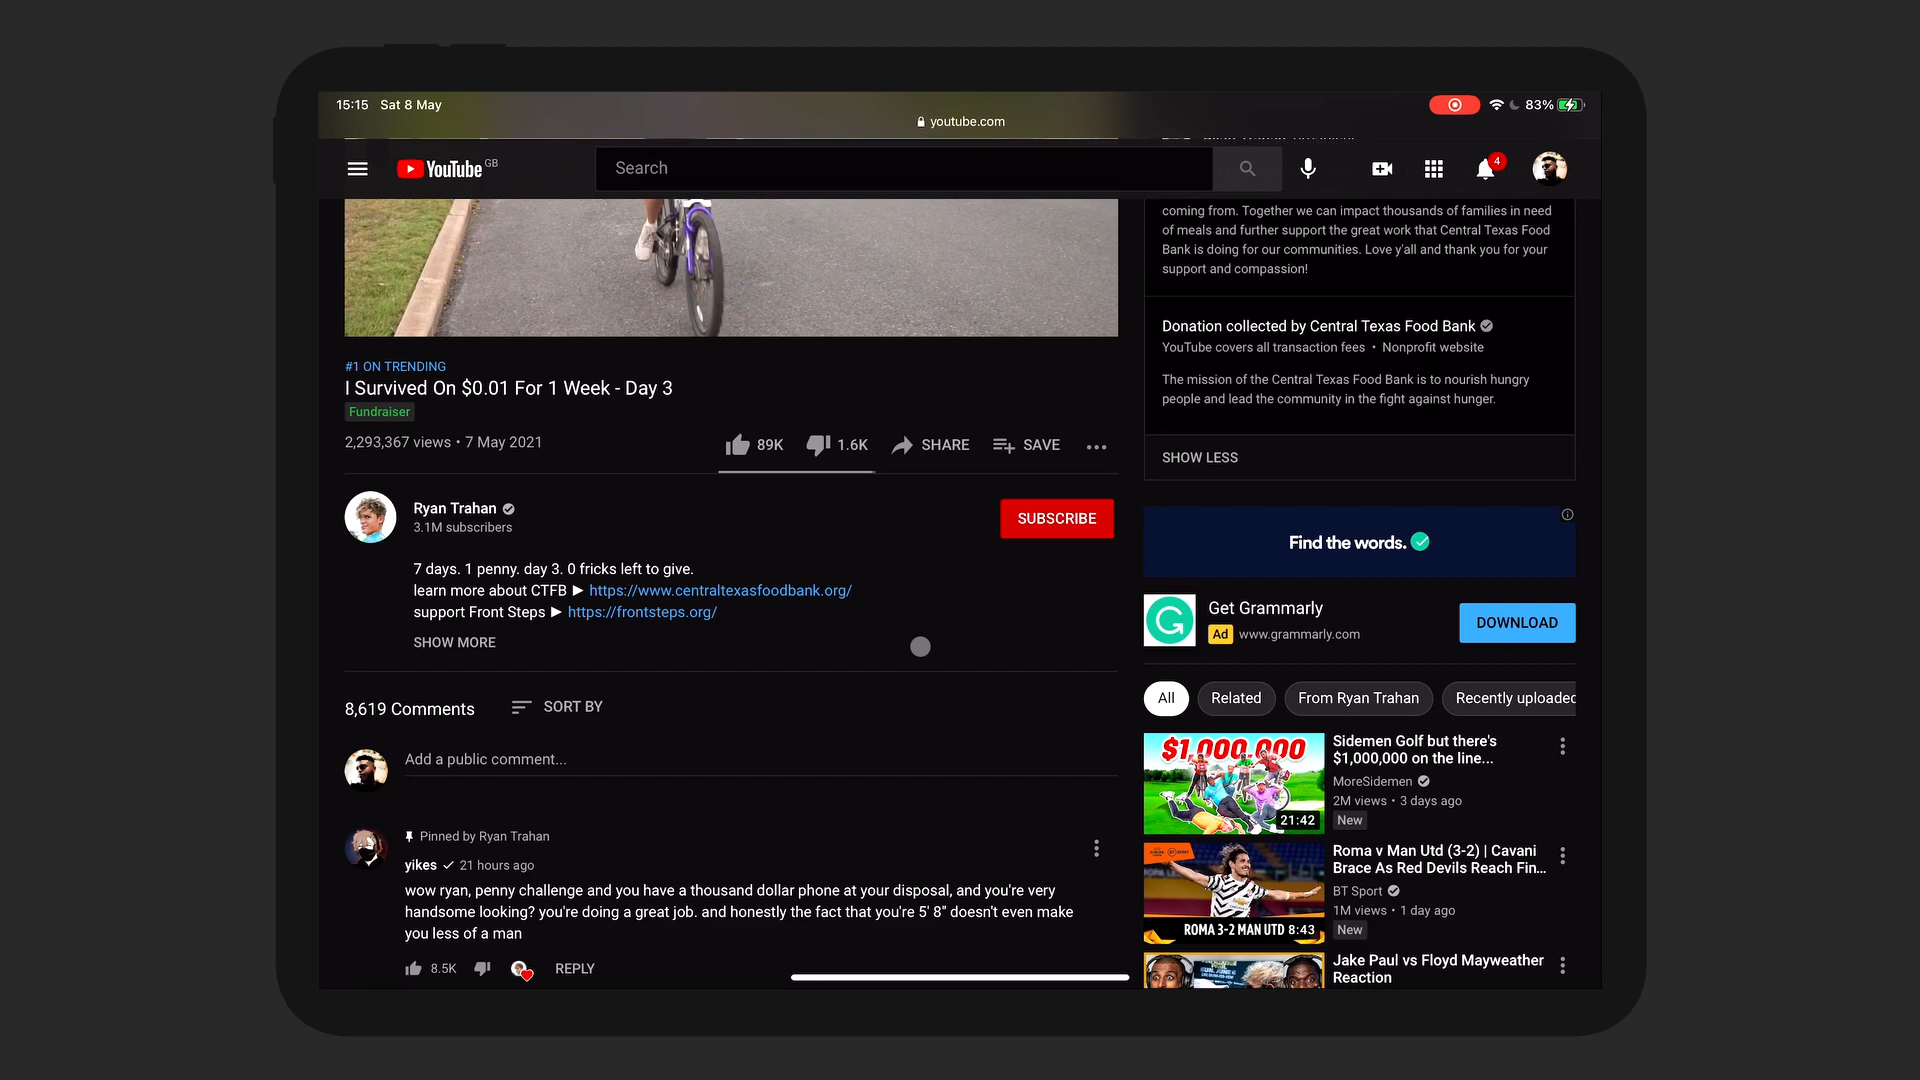 15:15 Sat 8 May
83%
youtube.com
YouTube GB
Search
4
#1 ON TRENDING
I Survived On $0.01 For 1 Week - Day 3
Fundraiser
2,293,367 views • 7 May 2021
89K
1.6K
SHARE
SAVE
Ryan Trahan
3.1M subscribers
SUBSCRIBE
7 days. 1 penny. day 3. 0 fricks left to give.
learn more about CTFB ► https://www.centraltexasfoodbank.org/
support Front Steps ► https://frontsteps.org/
SHOW MORE
8,619 Comments
SORT BY
Add a public comment...
Pinned by Ryan Trahan
yikes ✓ 21 hours ago
wow ryan, penny challenge and you have a thousand dollar phone at your disposal, and you're very
handsome looking? you're doing a great job. and honestly the fact that you're 5' 8" doesn't even make
you less of a man
8.5K
REPLY
coming from. Together we can impact thousands of families in need
of meals and further support the great work that Central Texas Food
Bank is doing for our communities. Love y'all and thank you for your
support and compassion!
Donation collected by Central Texas Food Bank
YouTube covers all transaction fees • Nonprofit website
The mission of the Central Texas Food Bank is to nourish hungry
people and lead the community in the fight against hunger.
SHOW LESS
Find the words.
Get Grammarly
Ad www.grammarly.com
DOWNLOAD
All
Related
From Ryan Trahan
Recently uploaded
$1,000,000
21:42
Sidemen Golf but there's
$1,000,000 on the line...
MoreSidemen
2M views • 3 days ago
New
ROMA 3-2 MAN UTD 8:43
Roma v Man Utd (3-2) | Cavani
Brace As Red Devils Reach Fin...
BT Sport
1M views • 1 day ago
New
Jake Paul vs Floyd Mayweather
Reaction